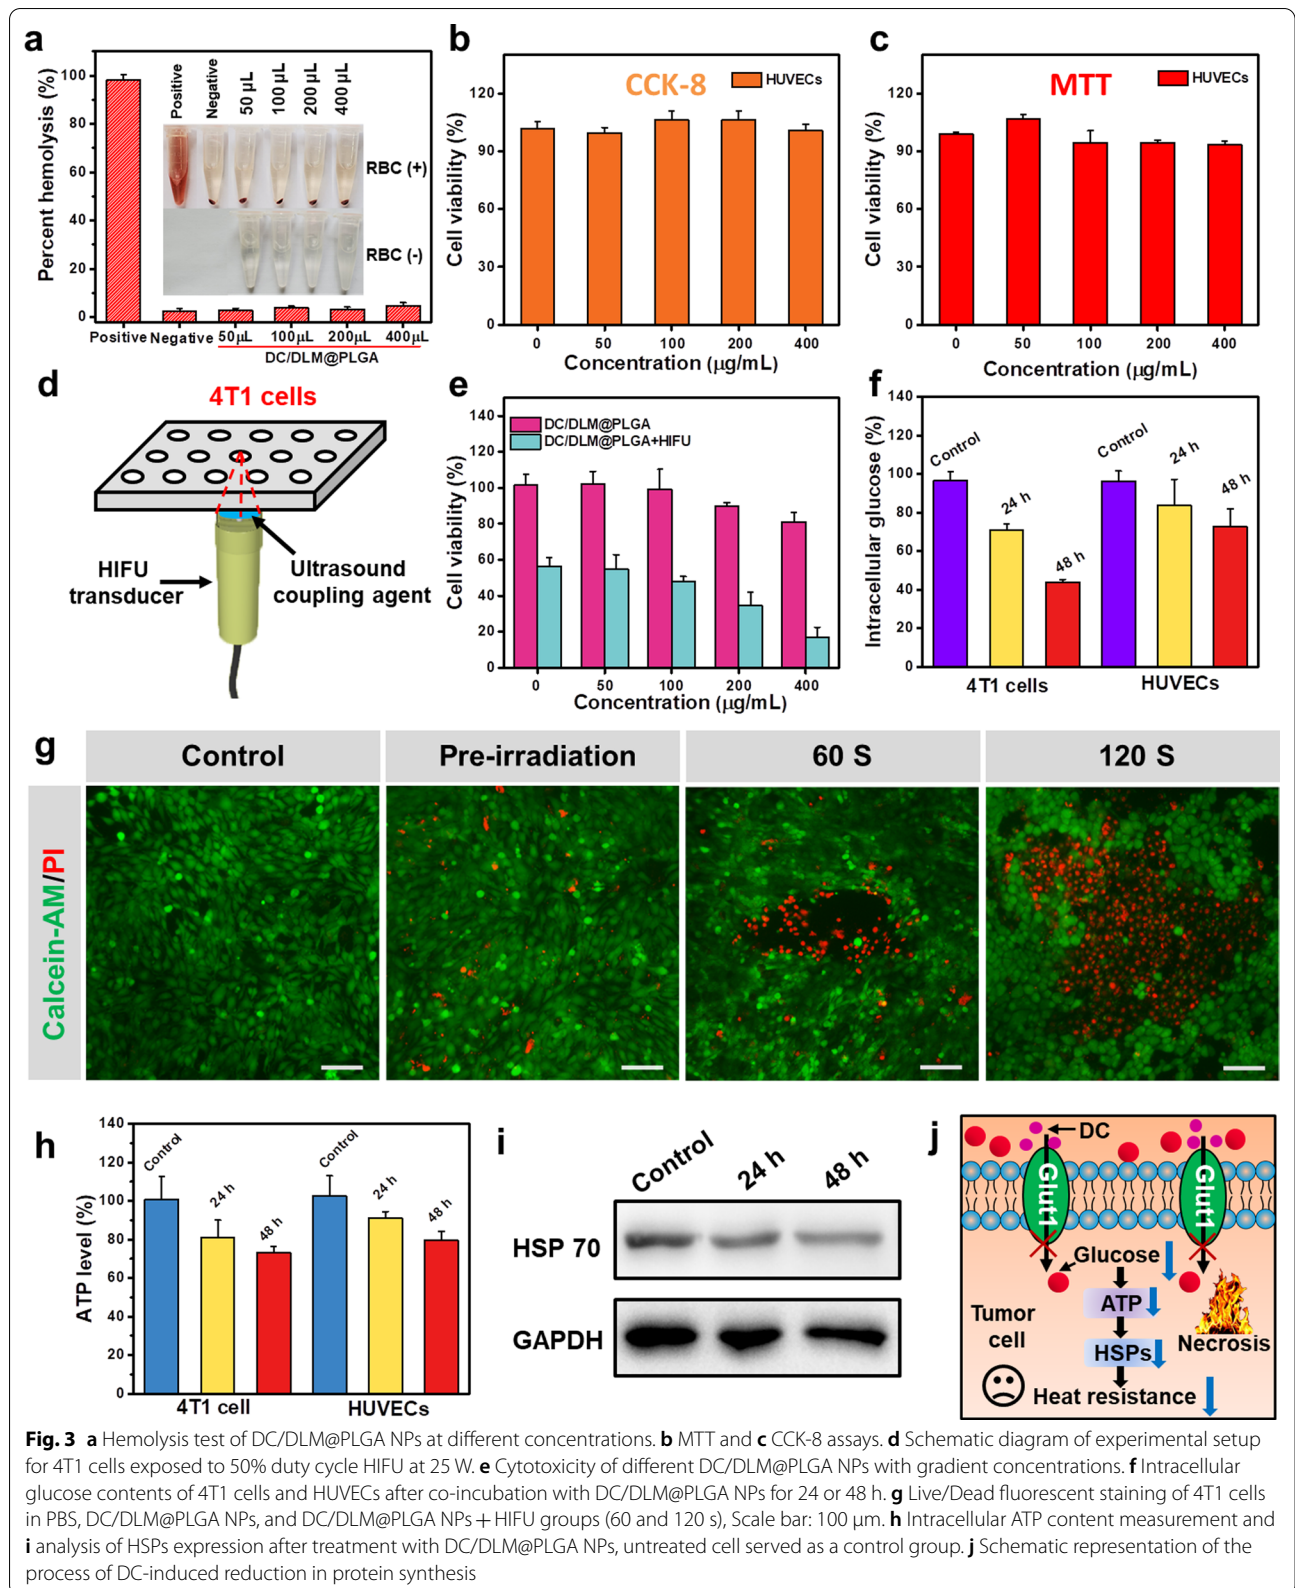 a
Percent hemolysis (%)
100
80
60
40
20
0
Positive
Negative
50 µL
100 µL
200 µL
400 µL
RBC (+)
RBC (-)
Positive Negative 50µL 100µL 200µL 400µL
DC/DLM@PLGA
b
Cell viability (%)
120
90
60
30
0
CCK-8
HUVECs
0 50 100 200 400
Concentration (µg/mL)
c
Cell viability (%)
120
90
60
30
0
MTT
HUVECs
0 50 100 200 400
Concentration (µg/mL)
d
4T1 cells
HIFU
transducer
Ultrasound
coupling agent
e
Cell viability (%)
140
120
100
80
60
40
20
0
DC/DLM@PLGA
DC/DLM@PLGA+HIFU
0 50 100 200 400
Concentration (µg/mL)
f
Intracellular glucose (%)
140
120
100
80
60
40
20
0
Control
24 h
48 h
Control
24 h
48 h
4T1 cells HUVECs
g
Control Pre-irradiation 60 S 120 S
Calcein-AM/PI
h
ATP level (%)
140
120
100
80
60
40
20
0
Control
24 h
48 h
Control
24 h
48 h
4T1 cell HUVECs
i
Control 24 h 48 h
HSP 70
GAPDH
j
DC
Glut1
Glut1
Glucose
ATP
HSPs
Heat resistance
Tumor
cell
Necrosis
Fig. 3 a Hemolysis test of DC/DLM@PLGA NPs at different concentrations. b MTT and c CCK-8 assays. d Schematic diagram of experimental setup
for 4T1 cells exposed to 50% duty cycle HIFU at 25 W. e Cytotoxicity of different DC/DLM@PLGA NPs with gradient concentrations. f Intracellular
glucose contents of 4T1 cells and HUVECs after co-incubation with DC/DLM@PLGA NPs for 24 or 48 h. g Live/Dead fluorescent staining of 4T1 cells
in PBS, DC/DLM@PLGA NPs, and DC/DLM@PLGA NPs + HIFU groups (60 and 120 s), Scale bar: 100 µm. h Intracellular ATP content measurement and
i analysis of HSPs expression after treatment with DC/DLM@PLGA NPs, untreated cell served as a control group. j Schematic representation of the
process of DC-induced reduction in protein synthesis